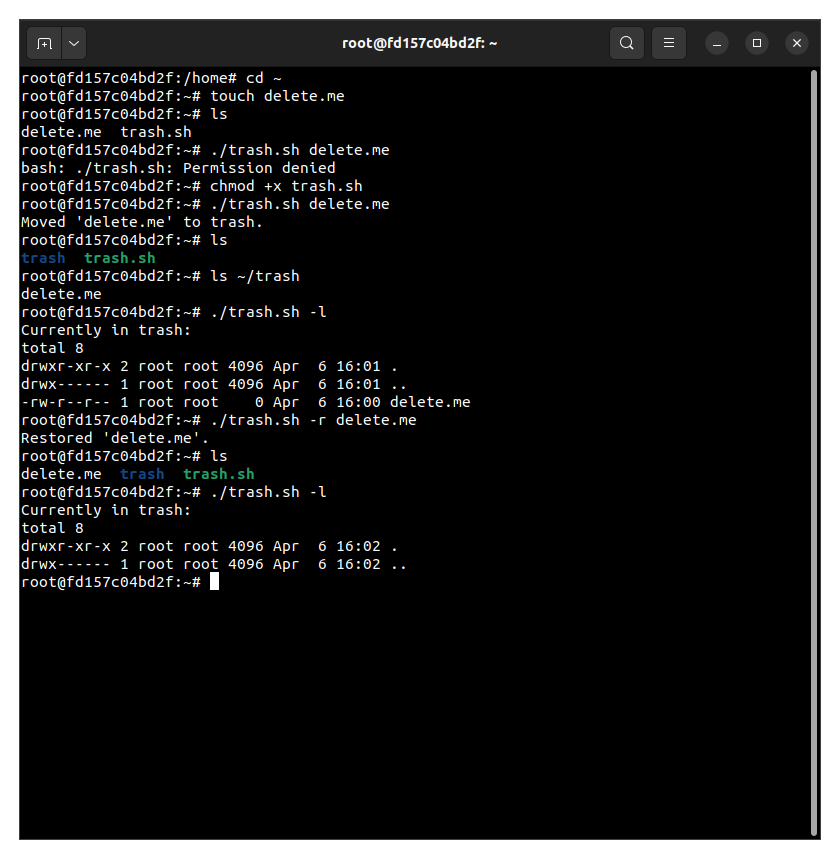 root@fd157c04bd2f: ~
root@fd157c04bd2f:/home# cd ~
root@fd157c04bd2f:~# touch delete.me
root@fd157c04bd2f:~# ls
delete.me  trash.sh
root@fd157c04bd2f:~# ./trash.sh delete.me
bash: ./trash.sh: Permission denied
root@fd157c04bd2f:~# chmod +x trash.sh
root@fd157c04bd2f:~# ./trash.sh delete.me
Moved 'delete.me' to trash.
root@fd157c04bd2f:~# ls
trash  trash.sh
root@fd157c04bd2f:~# ls ~/trash
delete.me
root@fd157c04bd2f:~# ./trash.sh -l
Currently in trash:
total 8
drwxr-xr-x 2 root root 4096 Apr  6 16:01 .
drwx------ 1 root root 4096 Apr  6 16:01 ..
-rw-r--r-- 1 root root    0 Apr  6 16:00 delete.me
root@fd157c04bd2f:~# ./trash.sh -r delete.me
Restored 'delete.me'.
root@fd157c04bd2f:~# ls
delete.me  trash  trash.sh
root@fd157c04bd2f:~# ./trash.sh -l
Currently in trash:
total 8
drwxr-xr-x 2 root root 4096 Apr  6 16:02 .
drwx------ 1 root root 4096 Apr  6 16:02 ..
root@fd157c04bd2f:~#